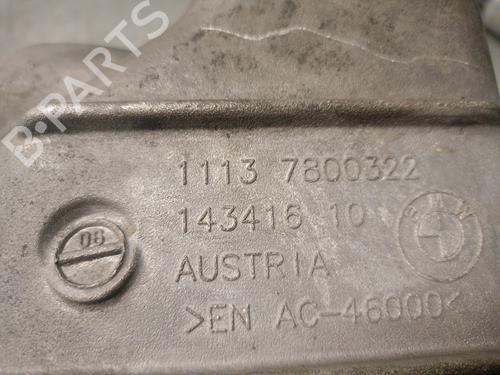 B·PARTS
1113 7800322
143416 10
BMW
08
AUSTRIA
>EN AC-46000<